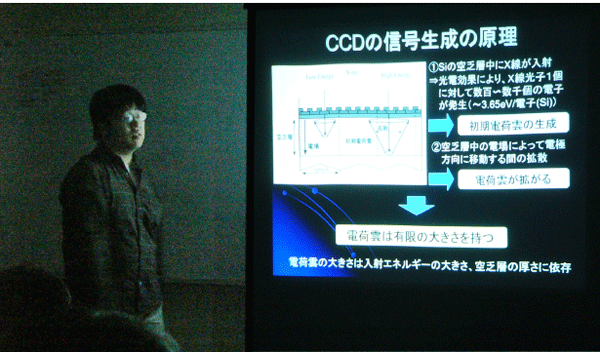 CCDの信号生成の原理
①Siの空乏層中にX線が入射
⇒光電効果により、X線光子1個
に対して数百〜数千個の電子
が発生(~3.65eV/電子(Si))
初期電荷雲の生成
②空乏層中の電場によって電極
方向に移動する間の拡散
電荷雲が拡がる
空乏層
電場
初期電荷雲
拡散
電荷雲は有限の大きさを持つ
電荷雲の大きさは入射エネルギーの大きさ、空乏層の厚さに依存